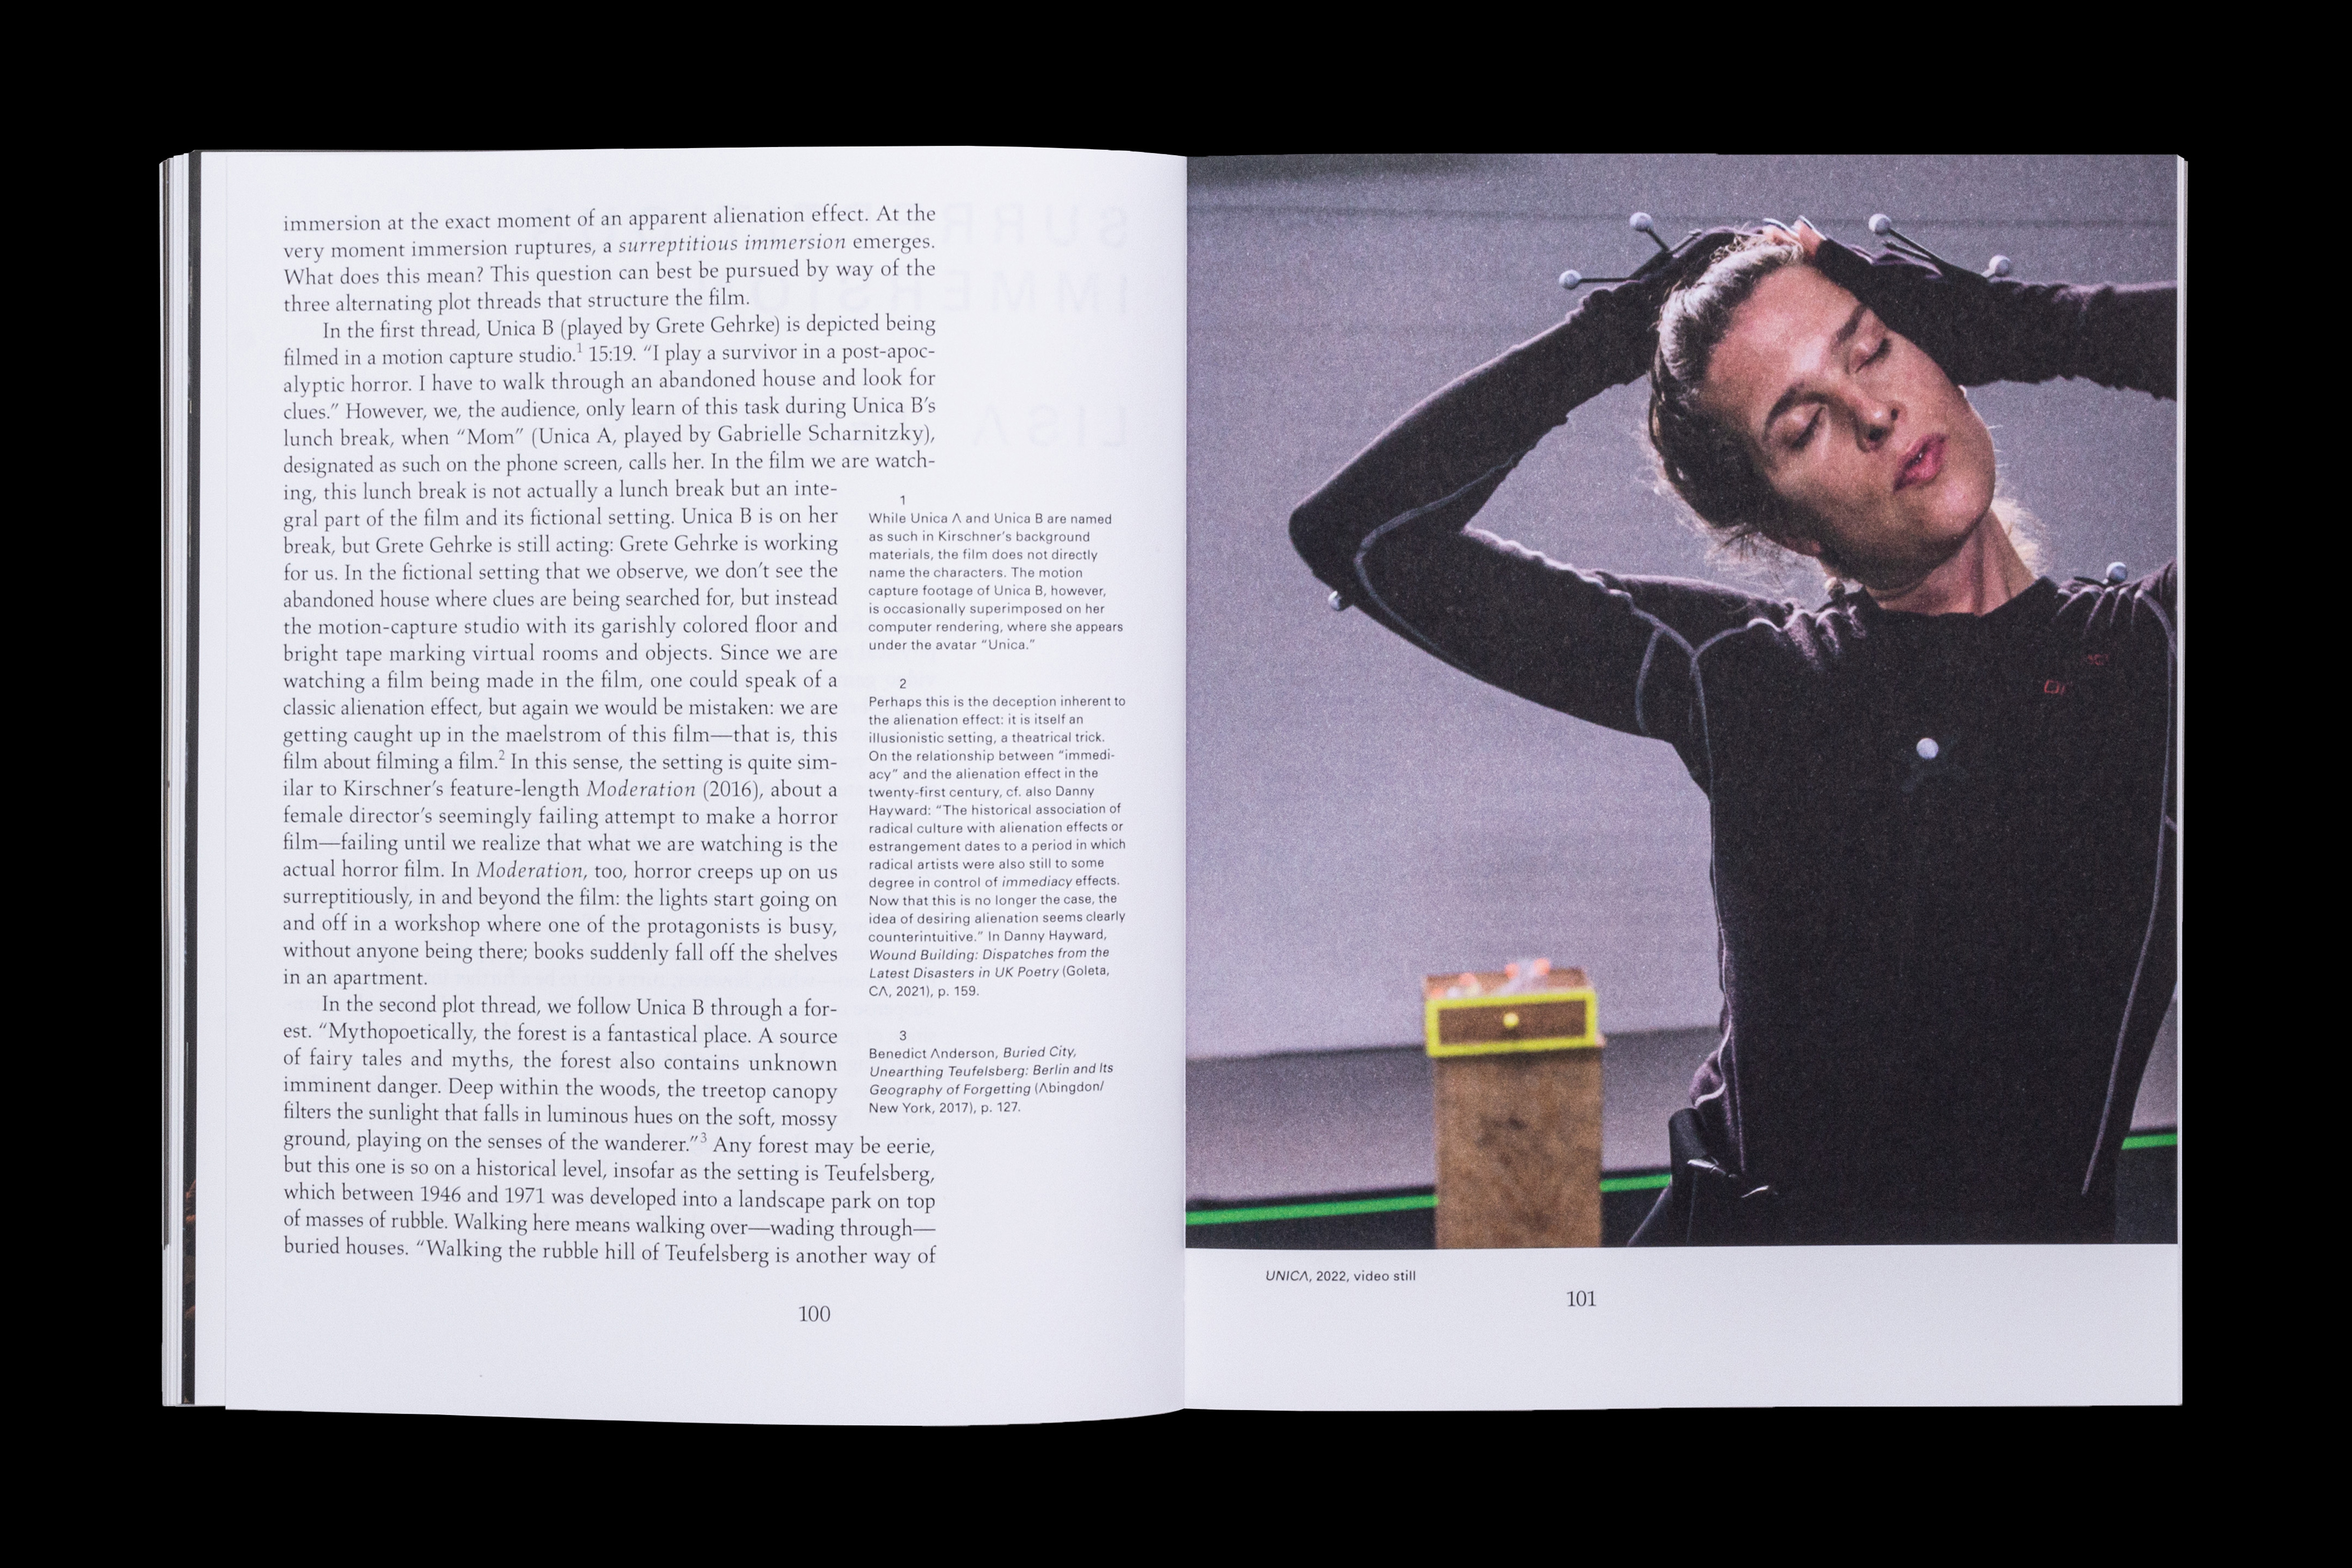 immersion at the exact moment of an apparent alienation effect. At the
very moment immersion ruptures, a surreptitious immersion emerges.
What does this mean? This question can best be pursued by way of the
three alternating plot threads that structure the film.
In the first thread, Unica B (played by Grete Gehrke) is depicted being
filmed in a motion capture studio.¹ 15:19. “I play a survivor in a post-apoc-
alyptic horror. I have to walk through an abandoned house and look for
clues.” However, we, the audience, only learn of this task during Unica B’s
lunch break, when “Mom” (Unica A, played by Gabrielle Scharnitzky),
designated as such on the phone screen, calls her. In the film we are watch-
ing, this lunch break is not actually a lunch break but an inte-
gral part of the film and its fictional setting. Unica B is on her
break, but Grete Gehrke is still acting: Grete Gehrke is working
for us. In the fictional setting that we observe, we don’t see the
abandoned house where clues are being searched for, but instead
the motion-capture studio with its garishly colored floor and
bright tape marking virtual rooms and objects. Since we are
watching a film being made in the film, one could speak of a
classic alienation effect, but again we would be mistaken: we are
getting caught up in the maelstrom of this film—that is, this
film about filming a film.² In this sense, the setting is quite sim-
ilar to Kirschner’s feature-length Moderation (2016), about a
female director’s seemingly failing attempt to make a horror
film—failing until we realize that what we are watching is the
actual horror film. In Moderation, too, horror creeps up on us
surreptitiously, in and beyond the film: the lights start going on
and off in a workshop where one of the protagonists is busy,
without anyone being there; books suddenly fall off the shelves
in an apartment.
In the second plot thread, we follow Unica B through a for-
est. “Mythopoetically, the forest is a fantastical place. A source
of fairy tales and myths, the forest also contains unknown
imminent danger. Deep within the woods, the treetop canopy
filters the sunlight that falls in luminous hues on the soft, mossy
ground, playing on the senses of the wanderer.”³ Any forest may be eerie,
but this one is so on a historical level, insofar as the setting is Teufelsberg,
which between 1946 and 1971 was developed into a landscape park on top
of masses of rubble. Walking here means walking over—wading through—
buried houses. “Walking the rubble hill of Teufelsberg is another way of
1
While Unica Λ and Unica B are named
as such in Kirschner’s background
materials, the film does not directly
name the characters. The motion
capture footage of Unica B, however,
is occasionally superimposed on her
computer rendering, where she appears
under the avatar “Unica.”
2
Perhaps this is the deception inherent to
the alienation effect: it is itself an
illusionistic setting, a theatrical trick.
On the relationship between “immedi-
acy” and the alienation effect in the
twenty-first century, cf. also Danny
Hayward: “The historical association of
radical culture with alienation effects or
estrangement dates to a period in which
radical artists were also still to some
degree in control of immediacy effects.
Now that this is no longer the case, the
idea of desiring alienation seems clearly
counterintuitive.” In Danny Hayward,
Wound Building: Dispatches from the
Latest Disasters in UK Poetry (Goleta,
CΛ, 2021), p. 159.
3
Benedict Λnderson, Buried City,
Unearthing Teufelsberg: Berlin and Its
Geography of Forgetting (Λbingdon/
New York, 2017), p. 127.
100
UNICΛ, 2022, video still
101